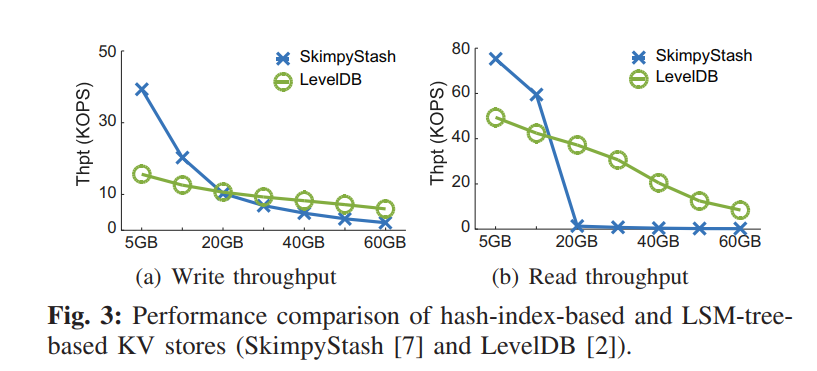 50
30
10
0
Thpt (KOPS)
SkimpyStash
LevelDB
5GB 20GB 40GB 60GB
(a) Write throughput
80
60
40
20
0
Thpt (KOPS)
SkimpyStash
LevelDB
5GB 20GB 40GB 60GB
(b) Read throughput
Fig. 3: Performance comparison of hash-index-based and LSM-tree-
based KV stores (SkimpyStash [7] and LevelDB [2]).